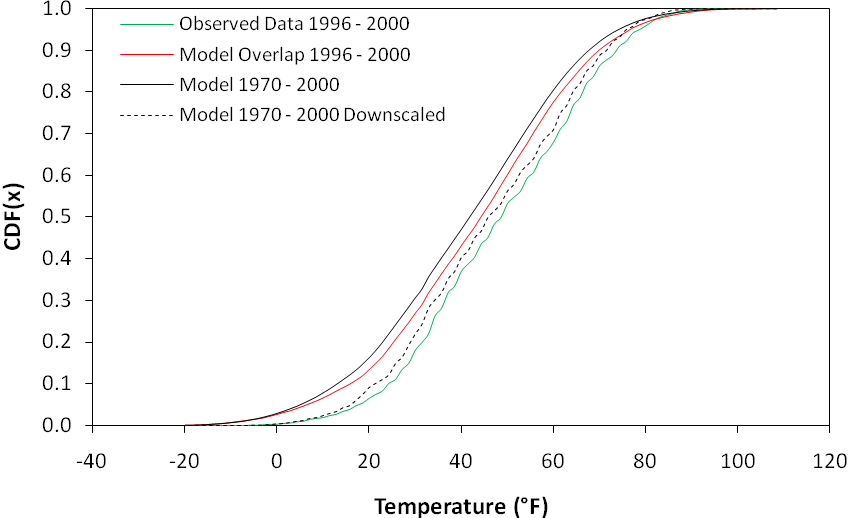 Observed Data 1996 - 2000
Model Overlap 1996 - 2000
Model 1970 - 2000
Model 1970 - 2000 Downscaled
CDF(x)
1.0
0.9
0.8
0.7
0.6
0.5
0.4
0.3
0.2
0.1
0.0
-40 -20 0 20 40 60 80 100 120
Temperature (°F)